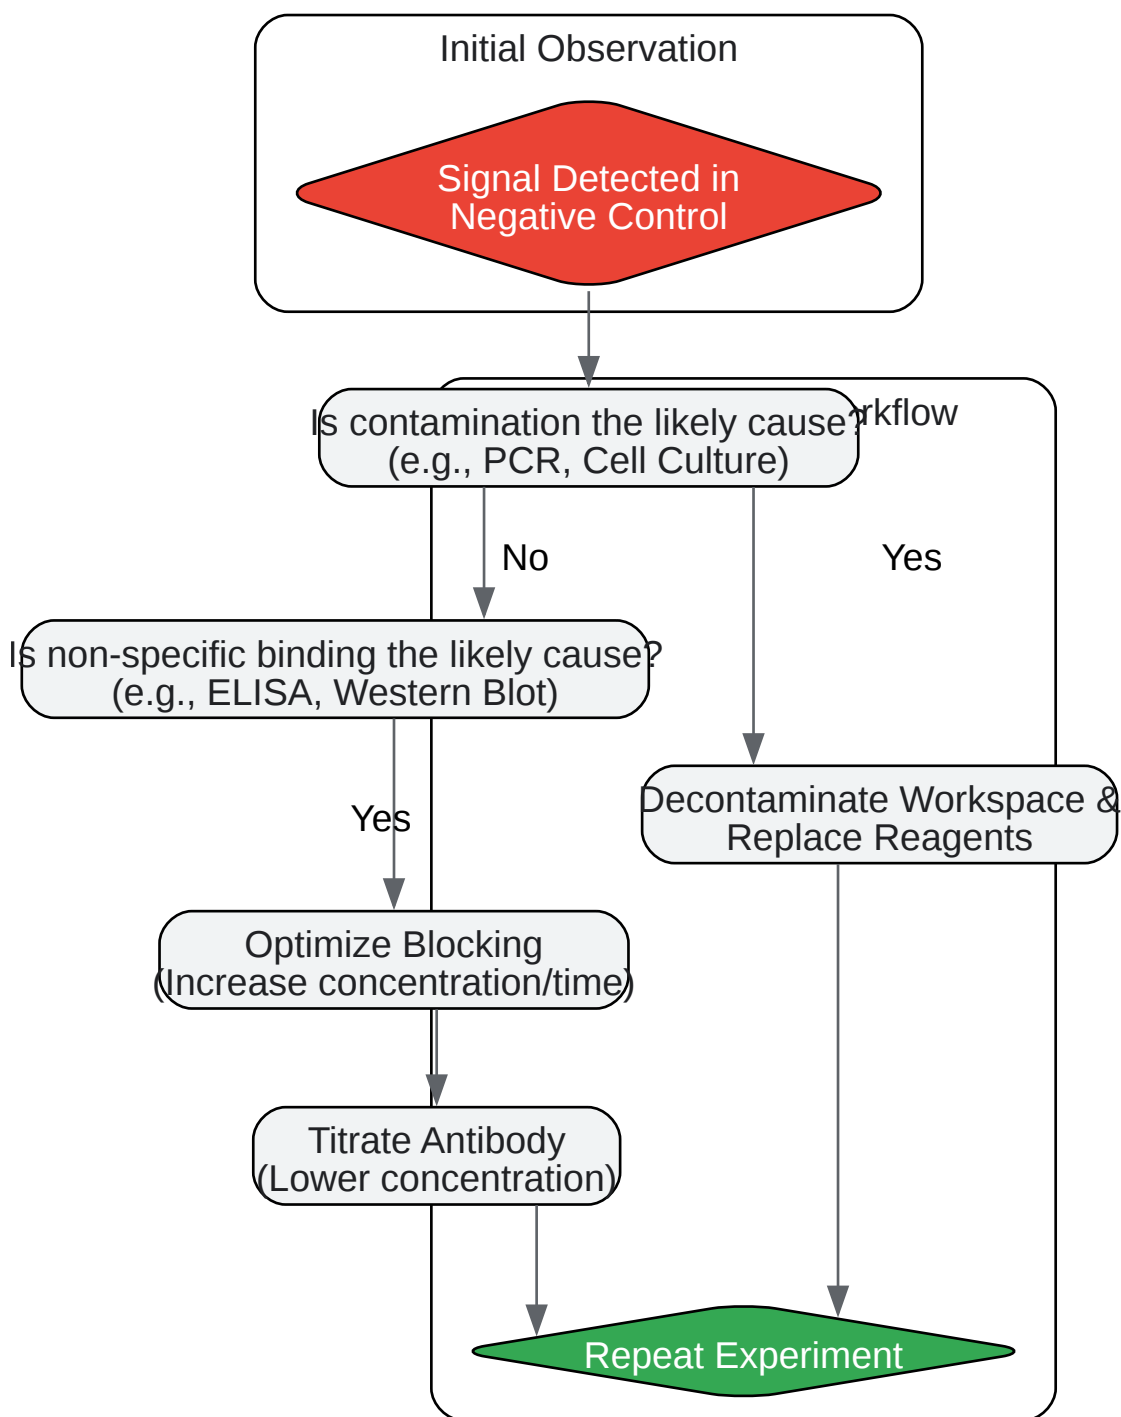 Initial Observation
Signal Detected in
Negative Control
rkflow
Is contamination the likely cause?
(e.g., PCR, Cell Culture)
No
Yes
Is non-specific binding the likely cause?
(e.g., ELISA, Western Blot)
Decontaminate Workspace &
Replace Reagents
Yes
Optimize Blocking
(Increase concentration/time)
Titrate Antibody
(Lower concentration)
Repeat Experiment